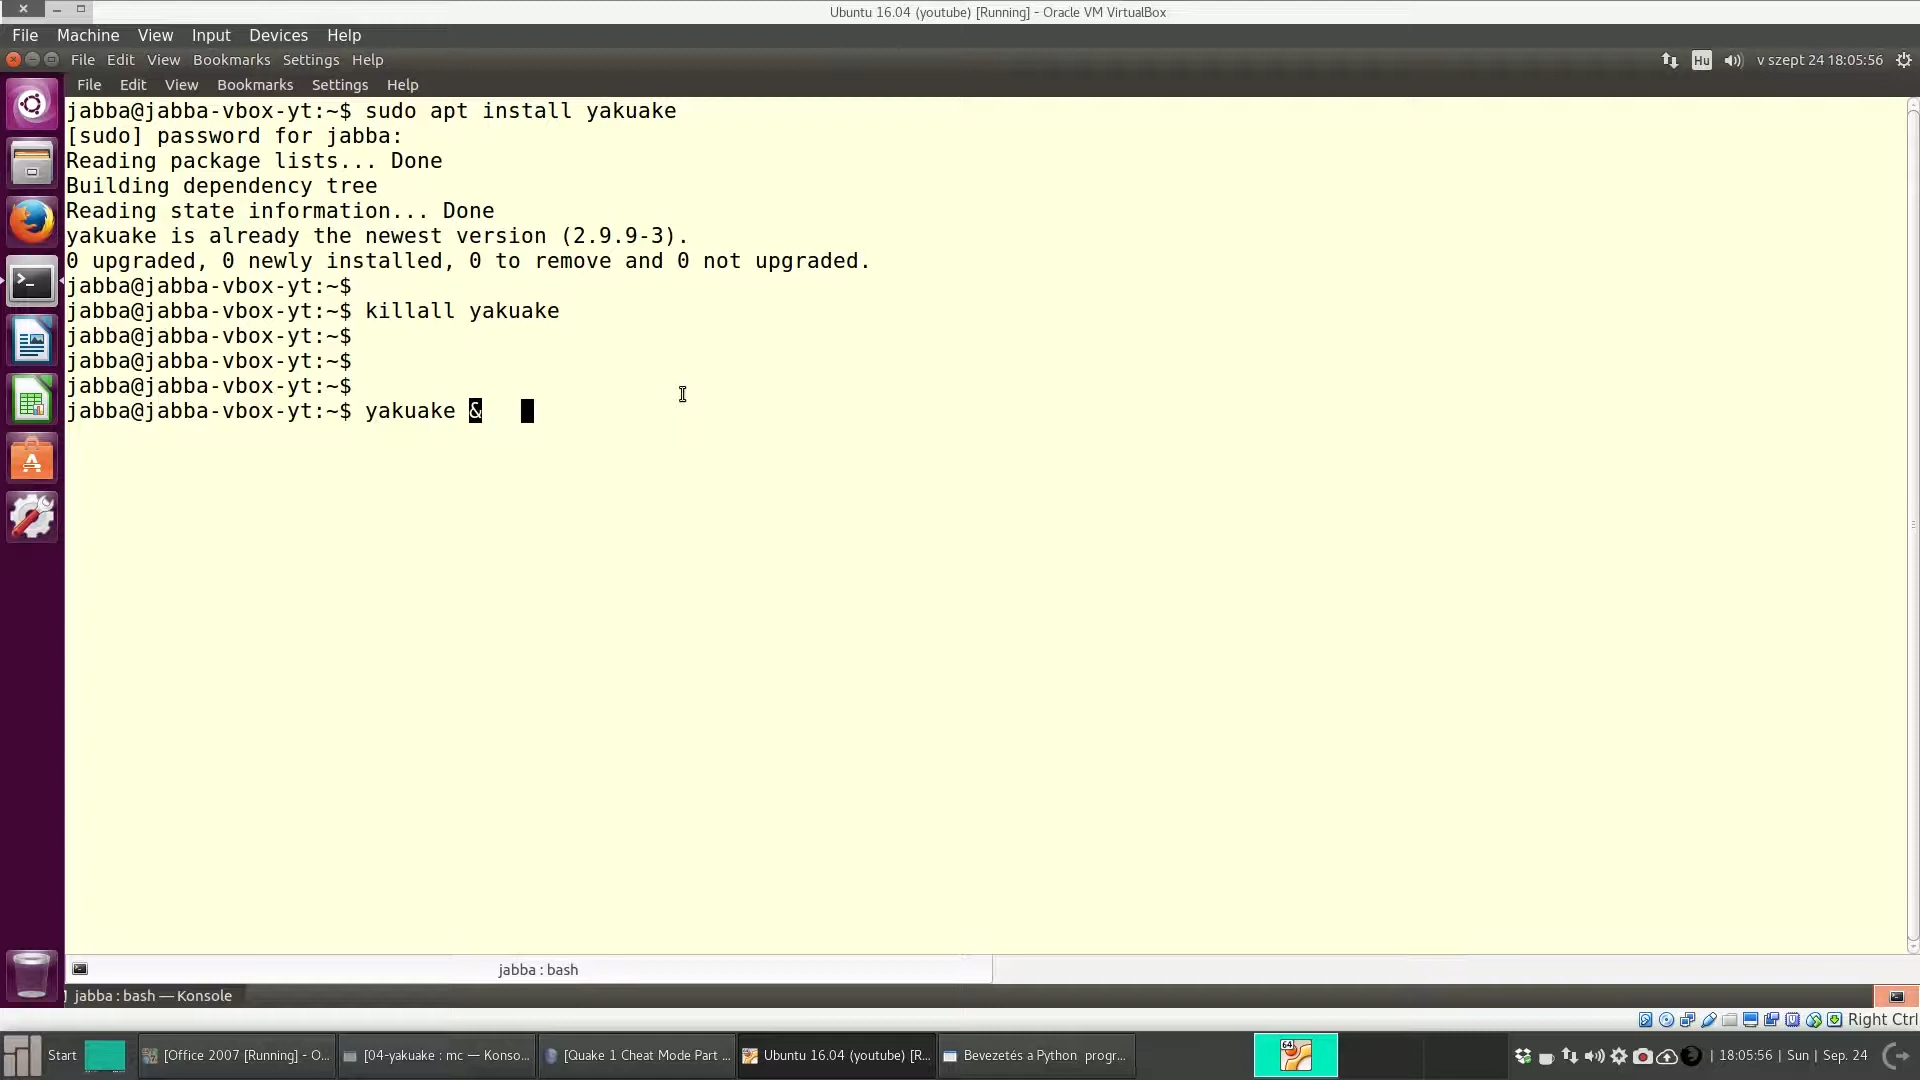 Ubuntu 16.04 (youtube) [Running] - Oracle VM VirtualBox
File Machine View Input Devices Help
File Edit View Bookmarks Settings Help
Hu v szept 24 18:05:56
File Edit View Bookmarks Settings Help
jabba@jabba-vbox-yt:~$ sudo apt install yakuake
[sudo] password for jabba:
Reading package lists... Done
Building dependency tree
Reading state information... Done
yakuake is already the newest version (2.9.9-3).
0 upgraded, 0 newly installed, 0 to remove and 0 not upgraded.
jabba@jabba-vbox-yt:~$
jabba@jabba-vbox-yt:~$ killall yakuake
jabba@jabba-vbox-yt:~$
jabba@jabba-vbox-yt:~$
jabba@jabba-vbox-yt:~$
jabba@jabba-vbox-yt:~$ yakuake &
jabba : bash
jabba : bash — Konsole
Right Ctrl
Start [Office 2007 [Running] - O... [04-yakuake : mc — Konso... [Quake 1 Cheat Mode Part ... Ubuntu 16.04 (youtube) [R... Bevezetés a Python progr... 64 | 18:05:56 | Sun | Sep. 24